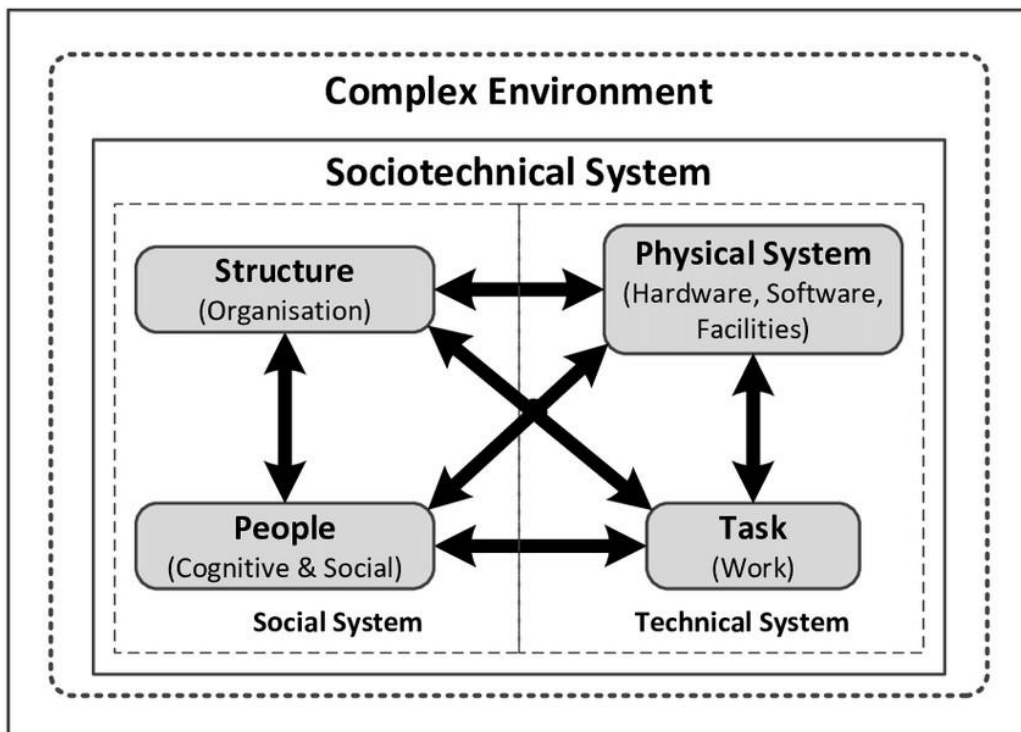 Complex Environment
Sociotechnical System
Structure
(Organisation)
Physical System
(Hardware, Software,
Facilities)
People
(Cognitive & Social)
Task
(Work)
Social System
Technical System